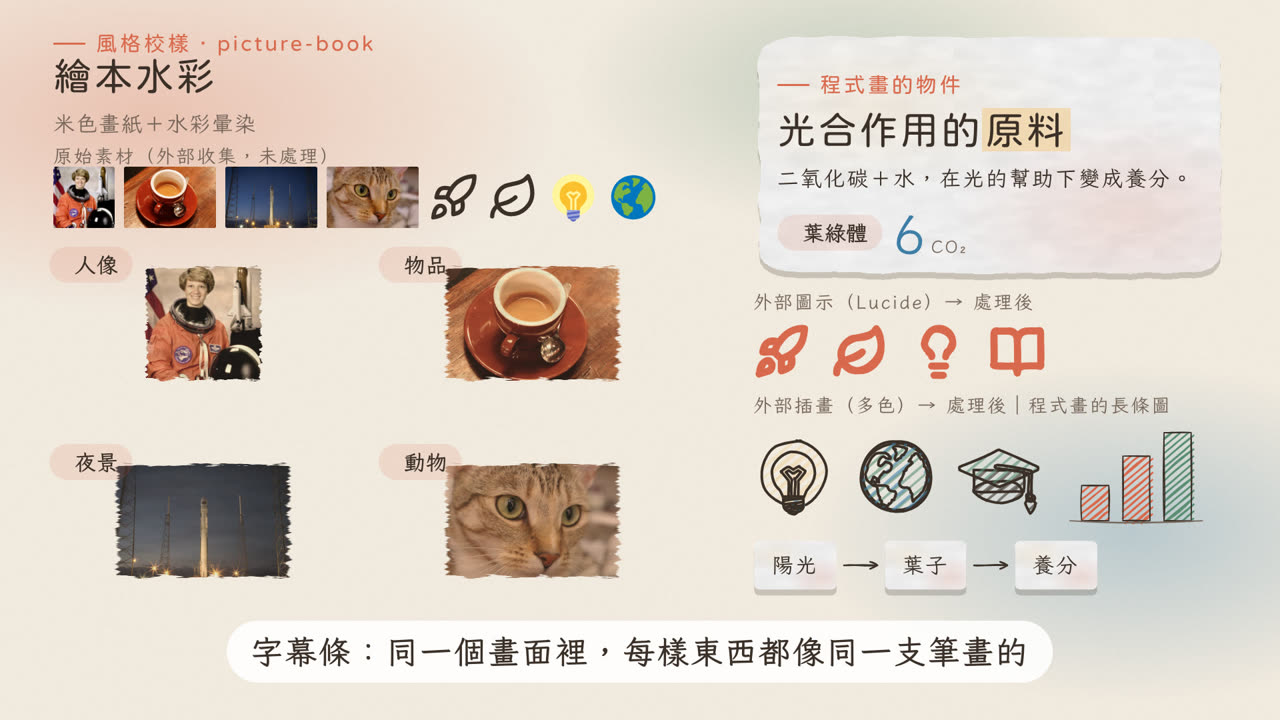 風格校樣 · picture-book
繪本水彩
米色畫紙＋水彩暈染
原始素材（外部收集，未處理）
人像
物品
夜景
動物
程式畫的物件
光合作用的原料
二氧化碳＋水，在光的幫助下變成養分。
葉綠體
6 CO₂
外部圖示（Lucide）→ 處理後
外部插畫（多色）→ 處理後｜程式畫的長條圖
陽光 → 葉子 → 養分
字幕條：同一個畫面裡，每樣東西都像同一支筆畫的